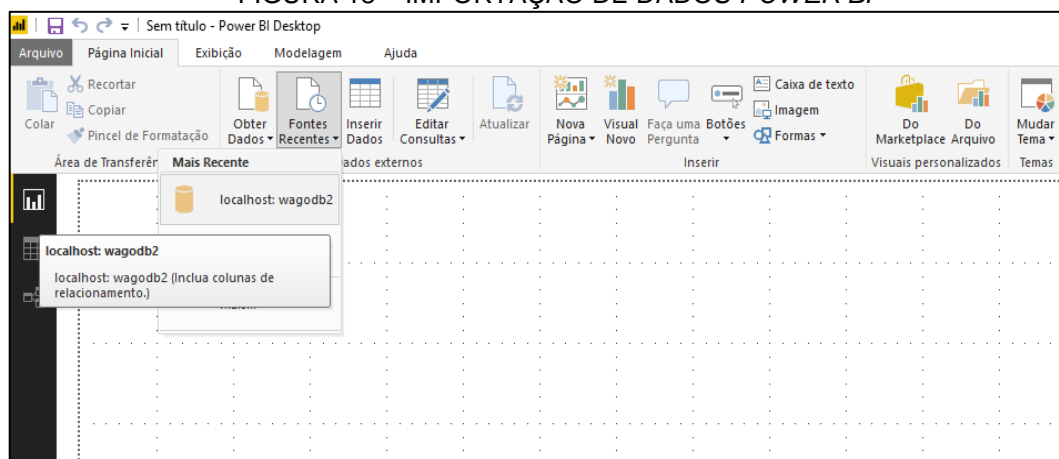 Sem título - Power BI Desktop
Arquivo Página Inicial Exibição Modelagem Ajuda
Colar
Recortar
Copiar
Pincel de Formatação
Obter Dados
Fontes Recentes
Inserir Dados
Editar Consultas
Atualizar
Nova Página
Visual Novo
Faça uma Pergunta
Botões
Caixa de texto
Imagem
Formas
Do Marketplace
Do Arquivo
Mudar Tema
Área de Transferên
ados externos
Inserir
Visuais personalizados
Temas
Mais Recente
localhost: wagodb2
localhost: wagodb2
localhost: wagodb2 (Inclua colunas de
relacionamento.)